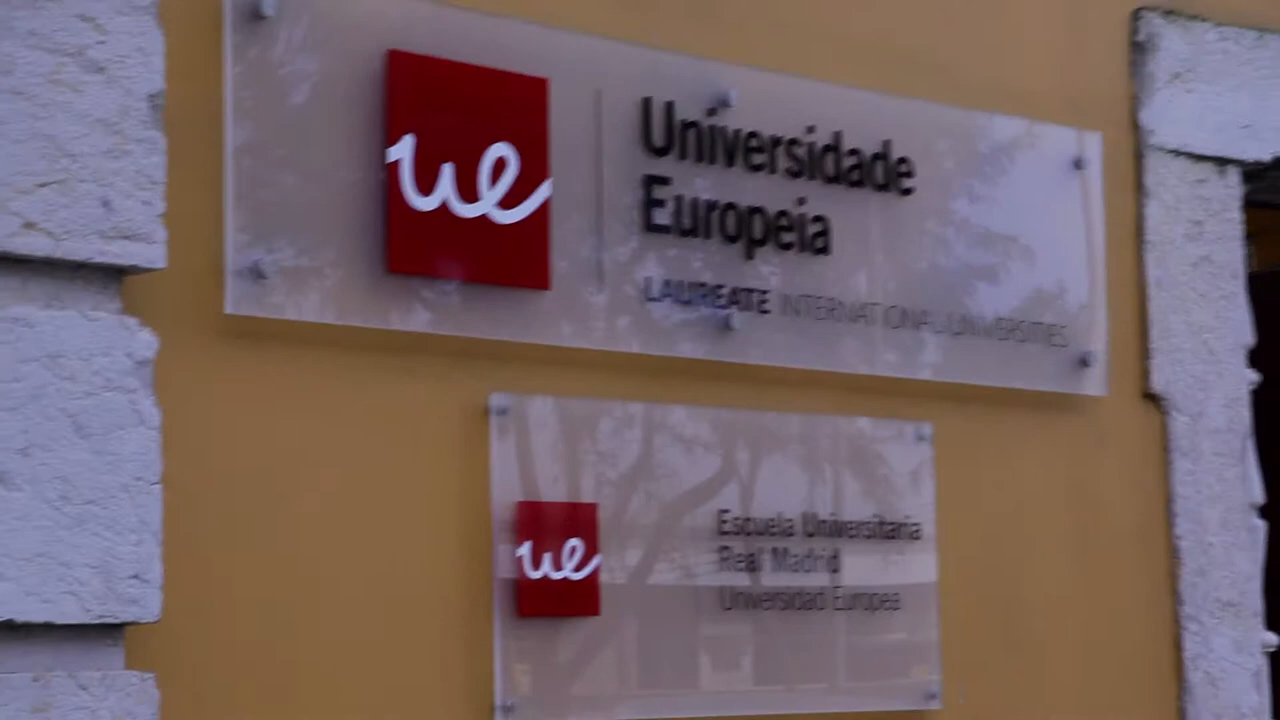 ue
Universidade
Europeia
LAUREATE INTERNATIONAL UNIVERSITIES
ue
Escuela Universitaria
Real Madrid
Universidad Europea